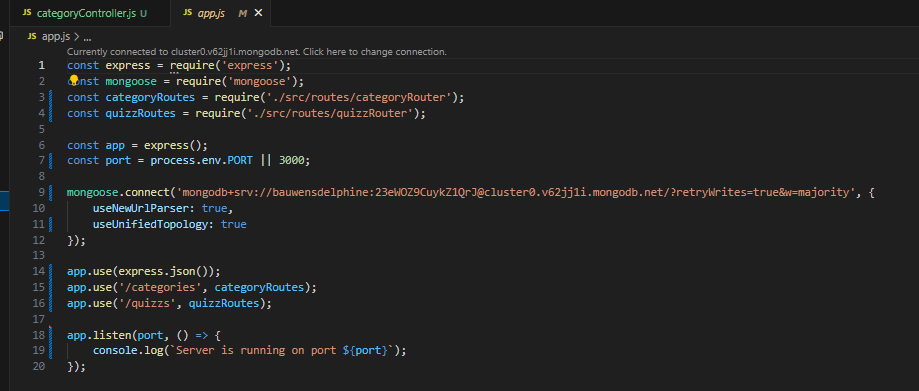 JS categoryController.js U JS app.js M ×
JS app.js > ...
Currently connected to cluster0.v62jj1i.mongodb.net. Click here to change connection.
1 const express = require('express');
2 const mongoose = require('mongoose');
3 const categoryRoutes = require('./src/routes/categoryRouter');
4 const quizzRoutes = require('./src/routes/quizzRouter');
5
6 const app = express();
7 const port = process.env.PORT || 3000;
8
9 mongoose.connect('mongodb+srv://bauwensdelphine:23eWOZ9CuykZ1QrJ@cluster0.v62jj1i.mongodb.net/?retryWrites=true&w=majority', {
10 useNewUrlParser: true,
11 useUnifiedTopology: true
12 });
13
14 app.use(express.json());
15 app.use('/categories', categoryRoutes);
16 app.use('/quizzs', quizzRoutes);
17
18 app.listen(port, () => {
19 console.log(`Server is running on port ${port}`);
20 });